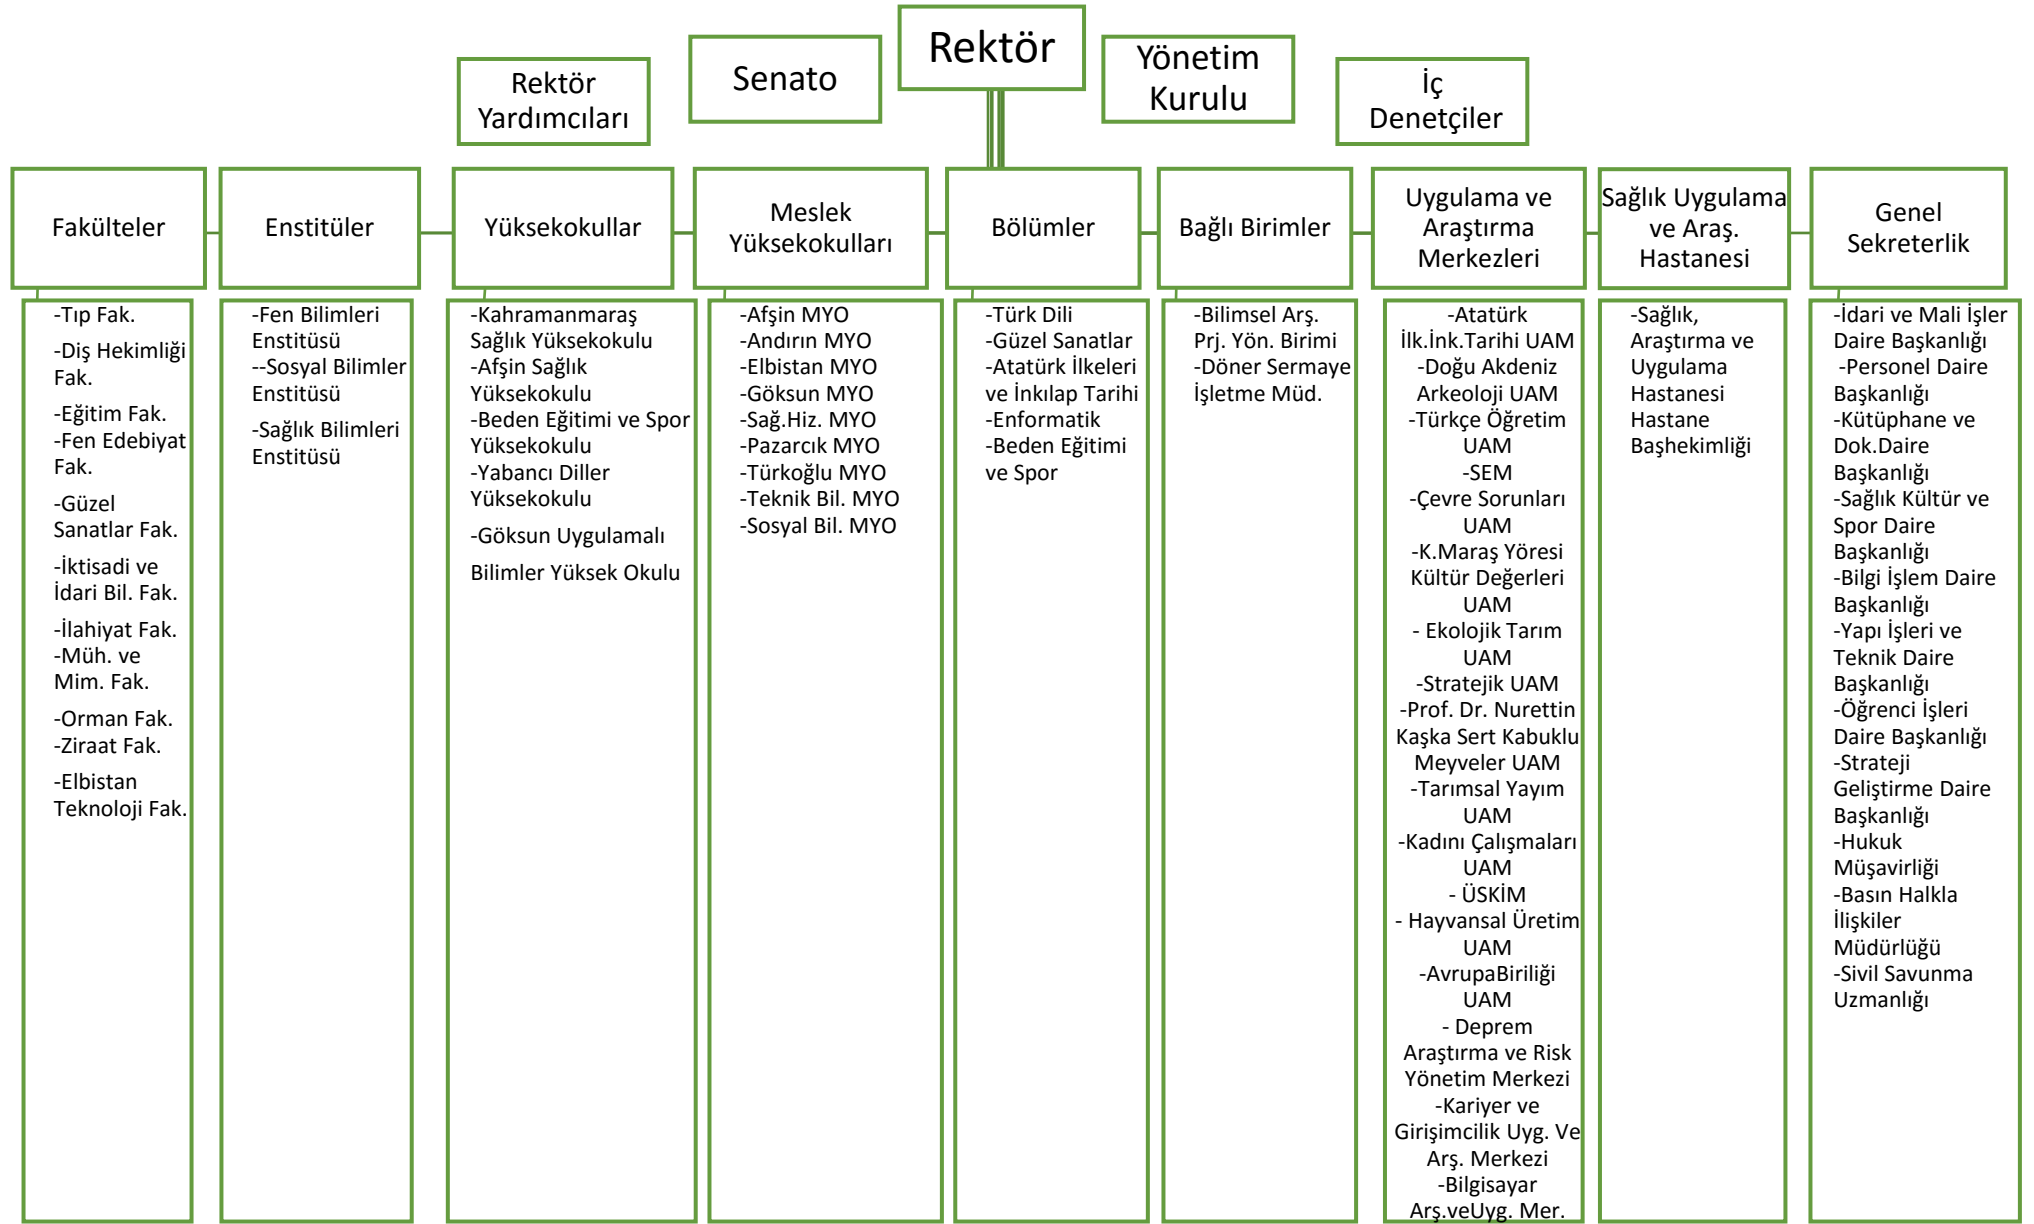 Rektör
Rektör
Yardımcıları
Senato
Yönetim
Kurulu
İç
Denetçiler
Fakülteler
Enstitüler
Yüksekokullar
Meslek
Yüksekokulları
Bölümler
Bağlı Birimler
Uygulama ve
Araştırma
Merkezleri
Sağlık Uygulama
ve Araş.
Hastanesi
Genel
Sekreterlik
-Tıp Fak.
-Diş Hekimliği
Fak.
-Eğitim Fak.
-Fen Edebiyat
Fak.
-Güzel
Sanatlar Fak.
-İktisadi ve
İdari Bil. Fak.
-İlahiyat Fak.
-Müh. ve
Mim. Fak.
-Orman Fak.
-Ziraat Fak.
-Elbistan
Teknoloji Fak.
-Fen Bilimleri
Enstitüsü
--Sosyal Bilimler
Enstitüsü
-Sağlık Bilimleri
Enstitüsü
-Kahramanmaraş
Sağlık Yüksekokulu
-Afşin Sağlık
Yüksekokulu
-Beden Eğitimi ve Spor
Yüksekokulu
-Yabancı Diller
Yüksekokulu
-Göksun Uygulamalı
Bilimler Yüksek Okulu
-Afşin MYO
-Andırın MYO
-Elbistan MYO
-Göksun MYO
-Sağ.Hiz. MYO
-Pazarcık MYO
-Türkoğlu MYO
-Teknik Bil. MYO
-Sosyal Bil. MYO
-Türk Dili
-Güzel Sanatlar
-Atatürk İlkeleri
ve İnkılap Tarihi
-Enformatik
-Beden Eğitimi
ve Spor
-Bilimsel Arş.
Prj. Yön. Birimi
-Döner Sermaye
İşletme Müd.
-Atatürk
İlk.İnk.Tarihi UAM
-Doğu Akdeniz
Arkeoloji UAM
-Türkçe Öğretim
UAM
-SEM
-Çevre Sorunları
UAM
-K.Maraş Yöresi
Kültür Değerleri
UAM
- Ekolojik Tarım
UAM
-Stratejik UAM
-Prof. Dr. Nurettin
Kaşka Sert Kabuklu
Meyveler UAM
-Tarımsal Yayım
UAM
-Kadını Çalışmaları
UAM
- ÜSKİM
- Hayvansal Üretim
UAM
-AvrupaBiriliği
UAM
- Deprem
Araştırma ve Risk
Yönetim Merkezi
-Kariyer ve
Girişimcilik Uyg. Ve
Arş. Merkezi
-Bilgisayar
Arş.veUyg. Mer.
-Sağlık,
Araştırma ve
Uygulama
Hastanesi
Hastane
Başhekimliği
-İdari ve Mali İşler
Daire Başkanlığı
-Personel Daire
Başkanlığı
-Kütüphane ve
Dok.Daire
Başkanlığı
-Sağlık Kültür ve
Spor Daire
Başkanlığı
-Bilgi İşlem Daire
Başkanlığı
-Yapı İşleri ve
Teknik Daire
Başkanlığı
-Öğrenci İşleri
Daire Başkanlığı
-Strateji
Geliştirme Daire
Başkanlığı
-Hukuk
Müşavirliği
-Basın Halkla
İlişkiler
Müdürlüğü
-Sivil Savunma
Uzmanlığı